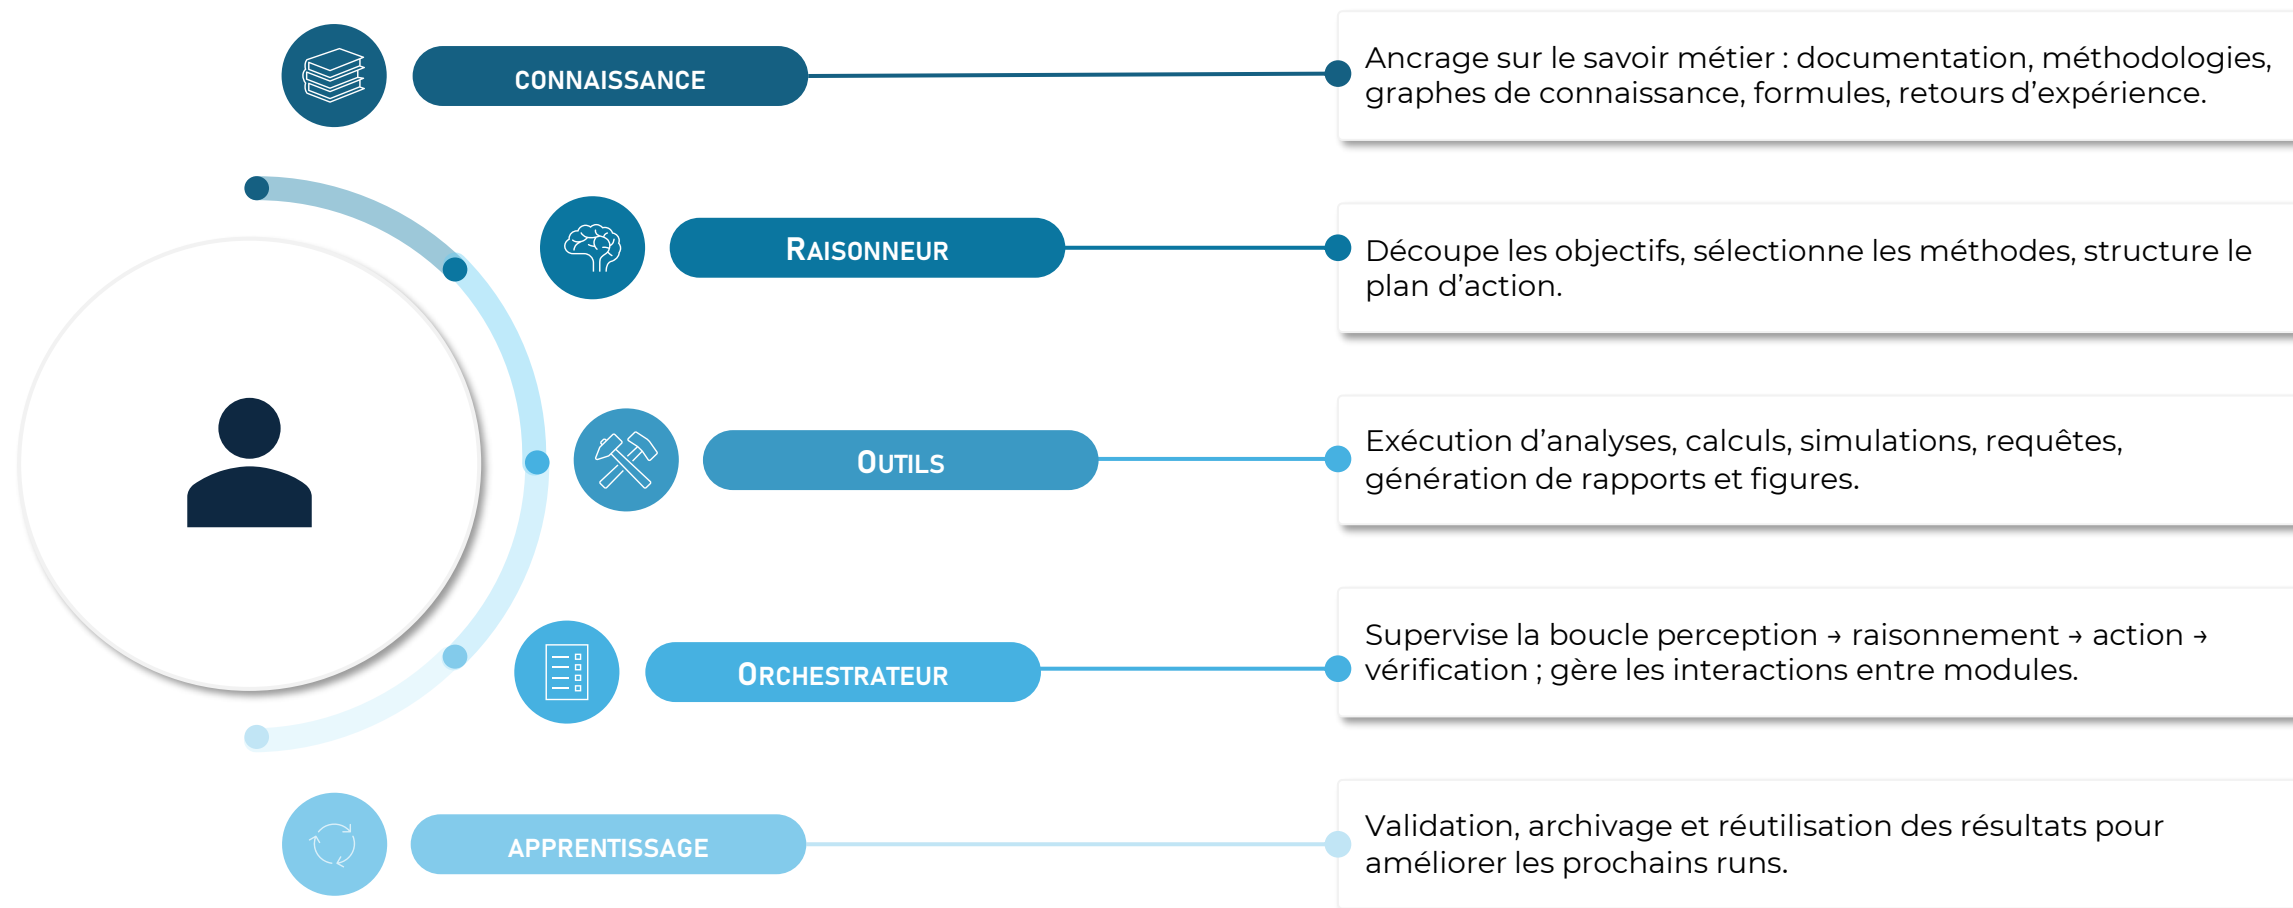 CONNAISSANCE
Ancrage sur le savoir métier : documentation, méthodologies,
graphes de connaissance, formules, retours d’expérience.
RAISONNEUR
Découpe les objectifs, sélectionne les méthodes, structure le
plan d’action.
OUTILS
Exécution d’analyses, calculs, simulations, requêtes,
génération de rapports et figures.
ORCHESTRATEUR
Supervise la boucle perception → raisonnement → action →
vérification ; gère les interactions entre modules.
APPRENTISSAGE
Validation, archivage et réutilisation des résultats pour
améliorer les prochains runs.